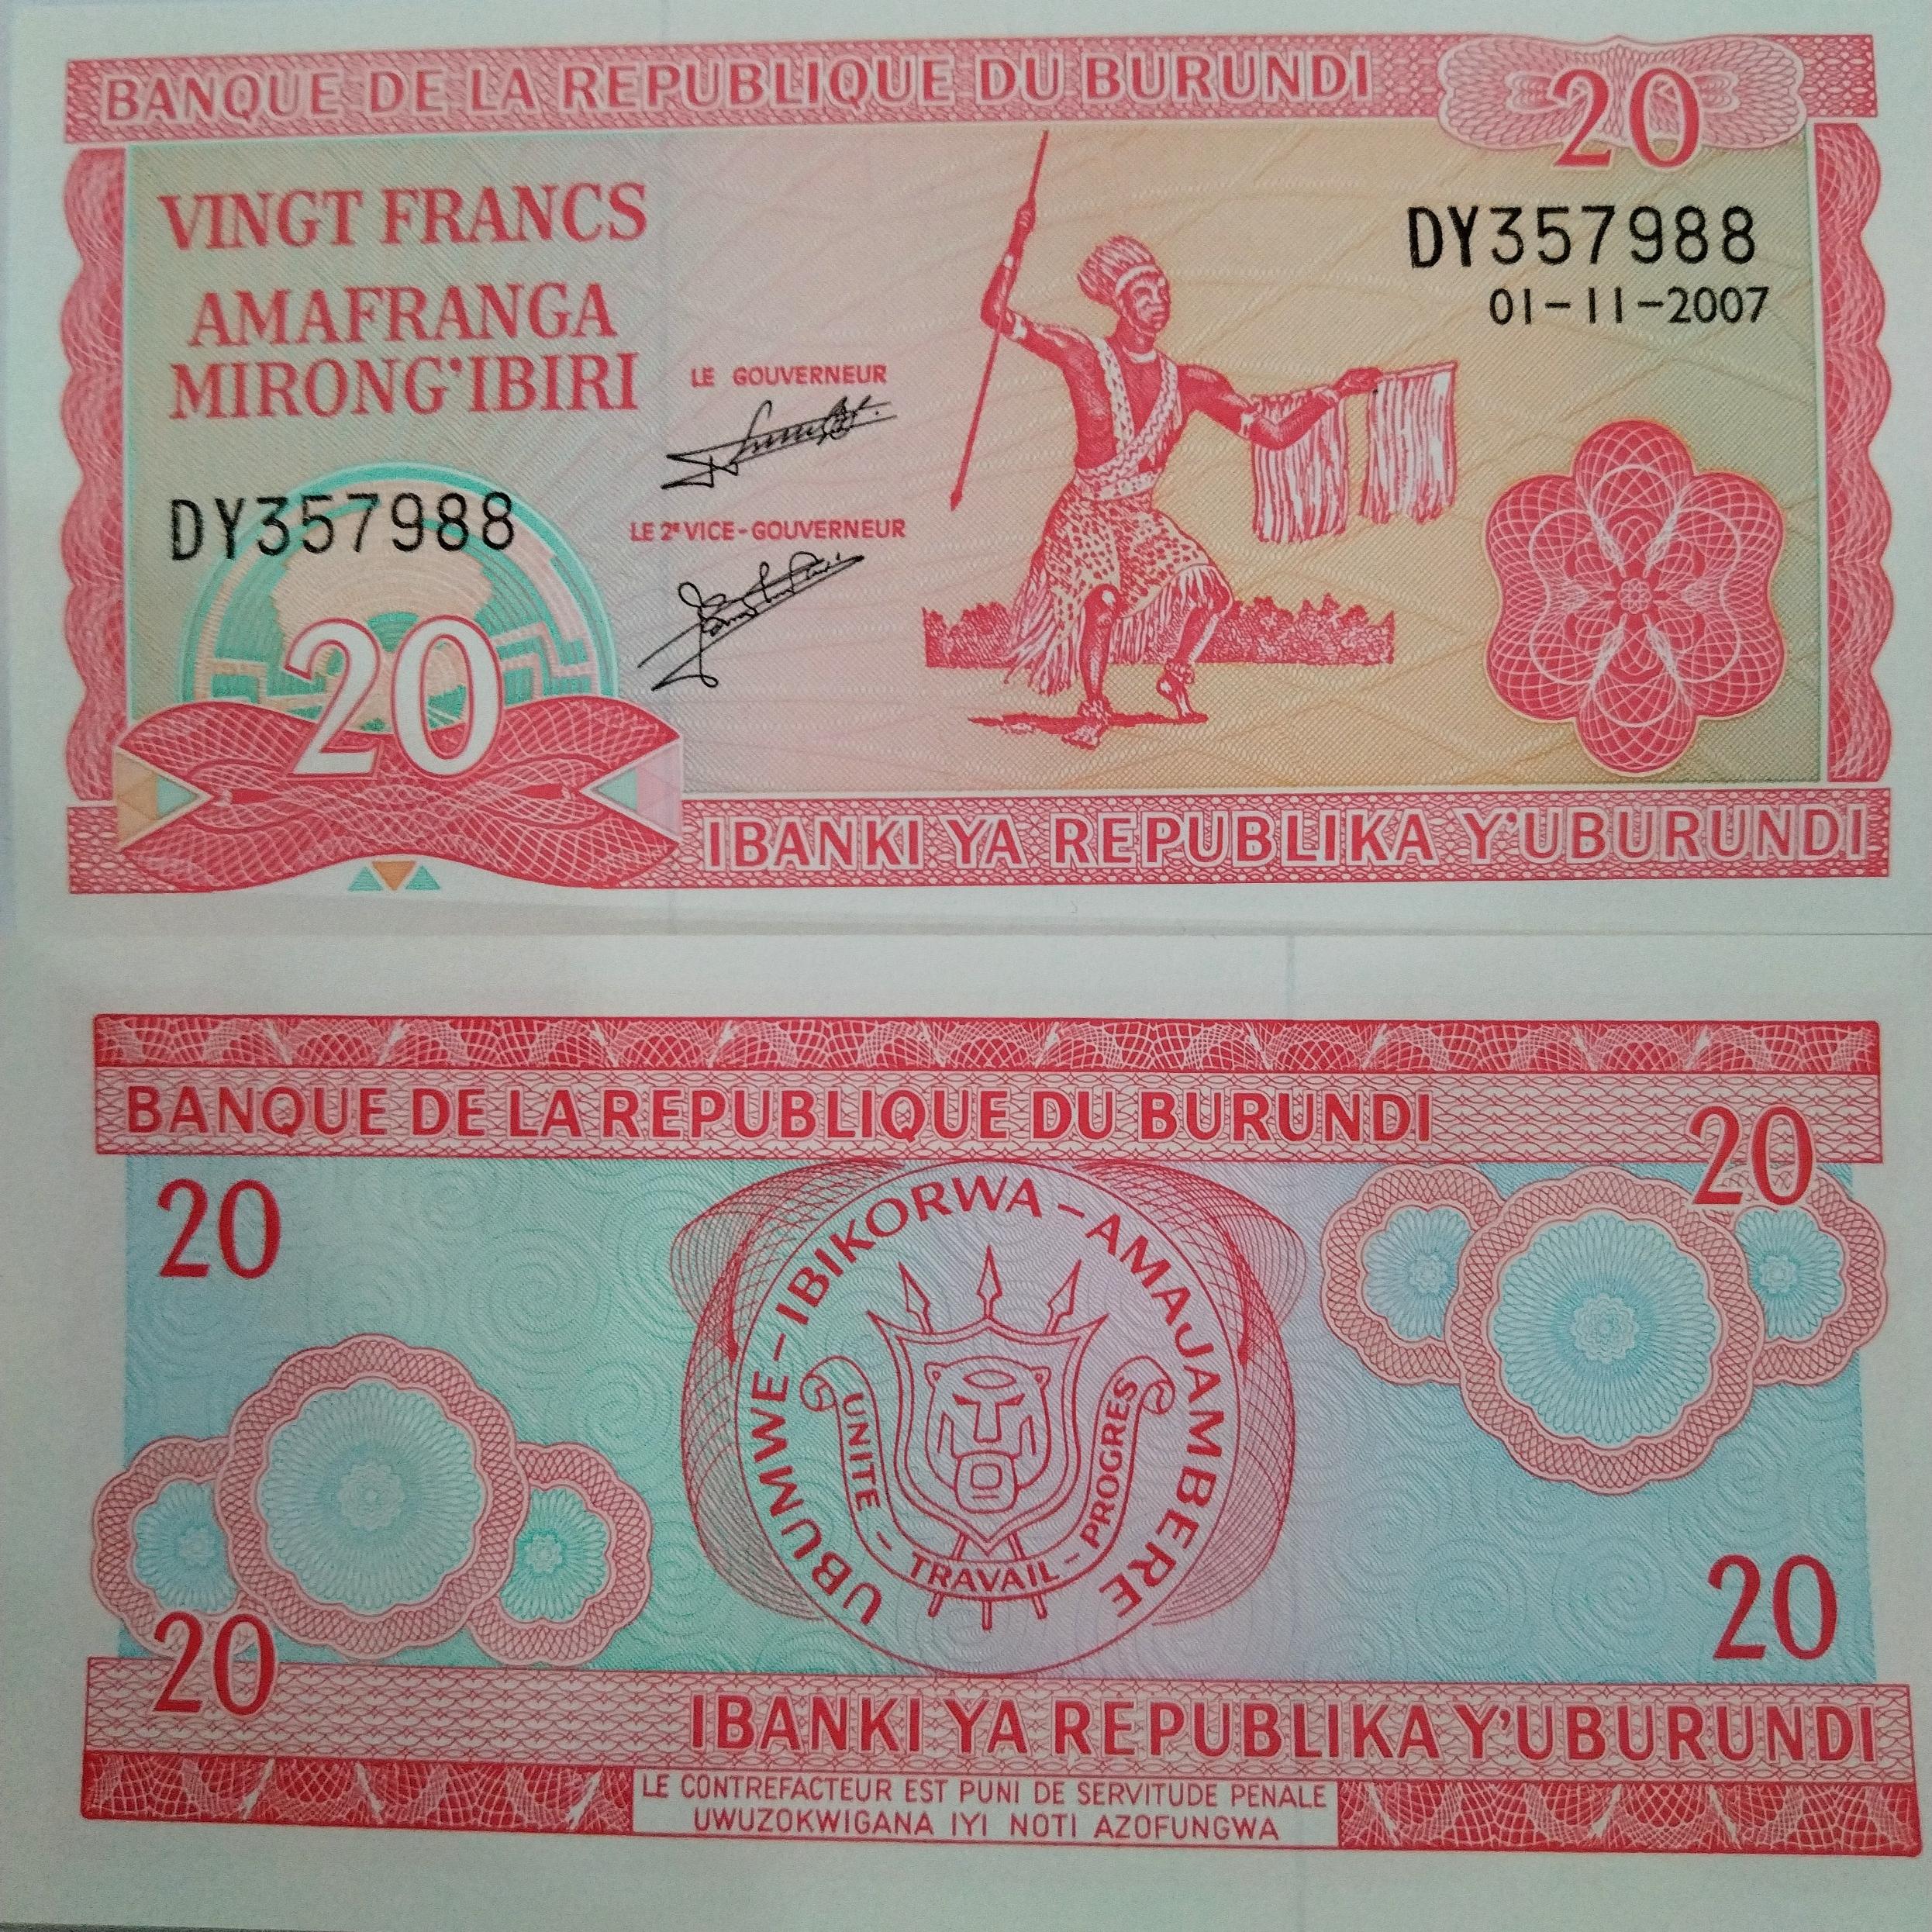 BANQUE DE LA REPUBLIQUE DU BURUNDI
20
VINGT FRANCS
AMAFRANGA
MIRONG'IBIRI
DY357988
01-11-2007
LE GOUVERNEUR
DY357988
LE 2e VICE-GOUVERNEUR
20
IBANKI YA REPUBLIKA Y'UBURUNDI
BANQUE DE LA REPUBLIQUE DU BURUNDI
20
20
UBUMWE-IBIKORWA-AMAJAMBERE
UNITE - TRAVAIL - PROGRES
20
20
IBANKI YA REPUBLIKA Y'UBURUNDI
LE CONTREFACTEUR EST PUNI DE SERVITUDE PENALE
UWUZOKWIGANA IYI NOTI AZOFUNGWA